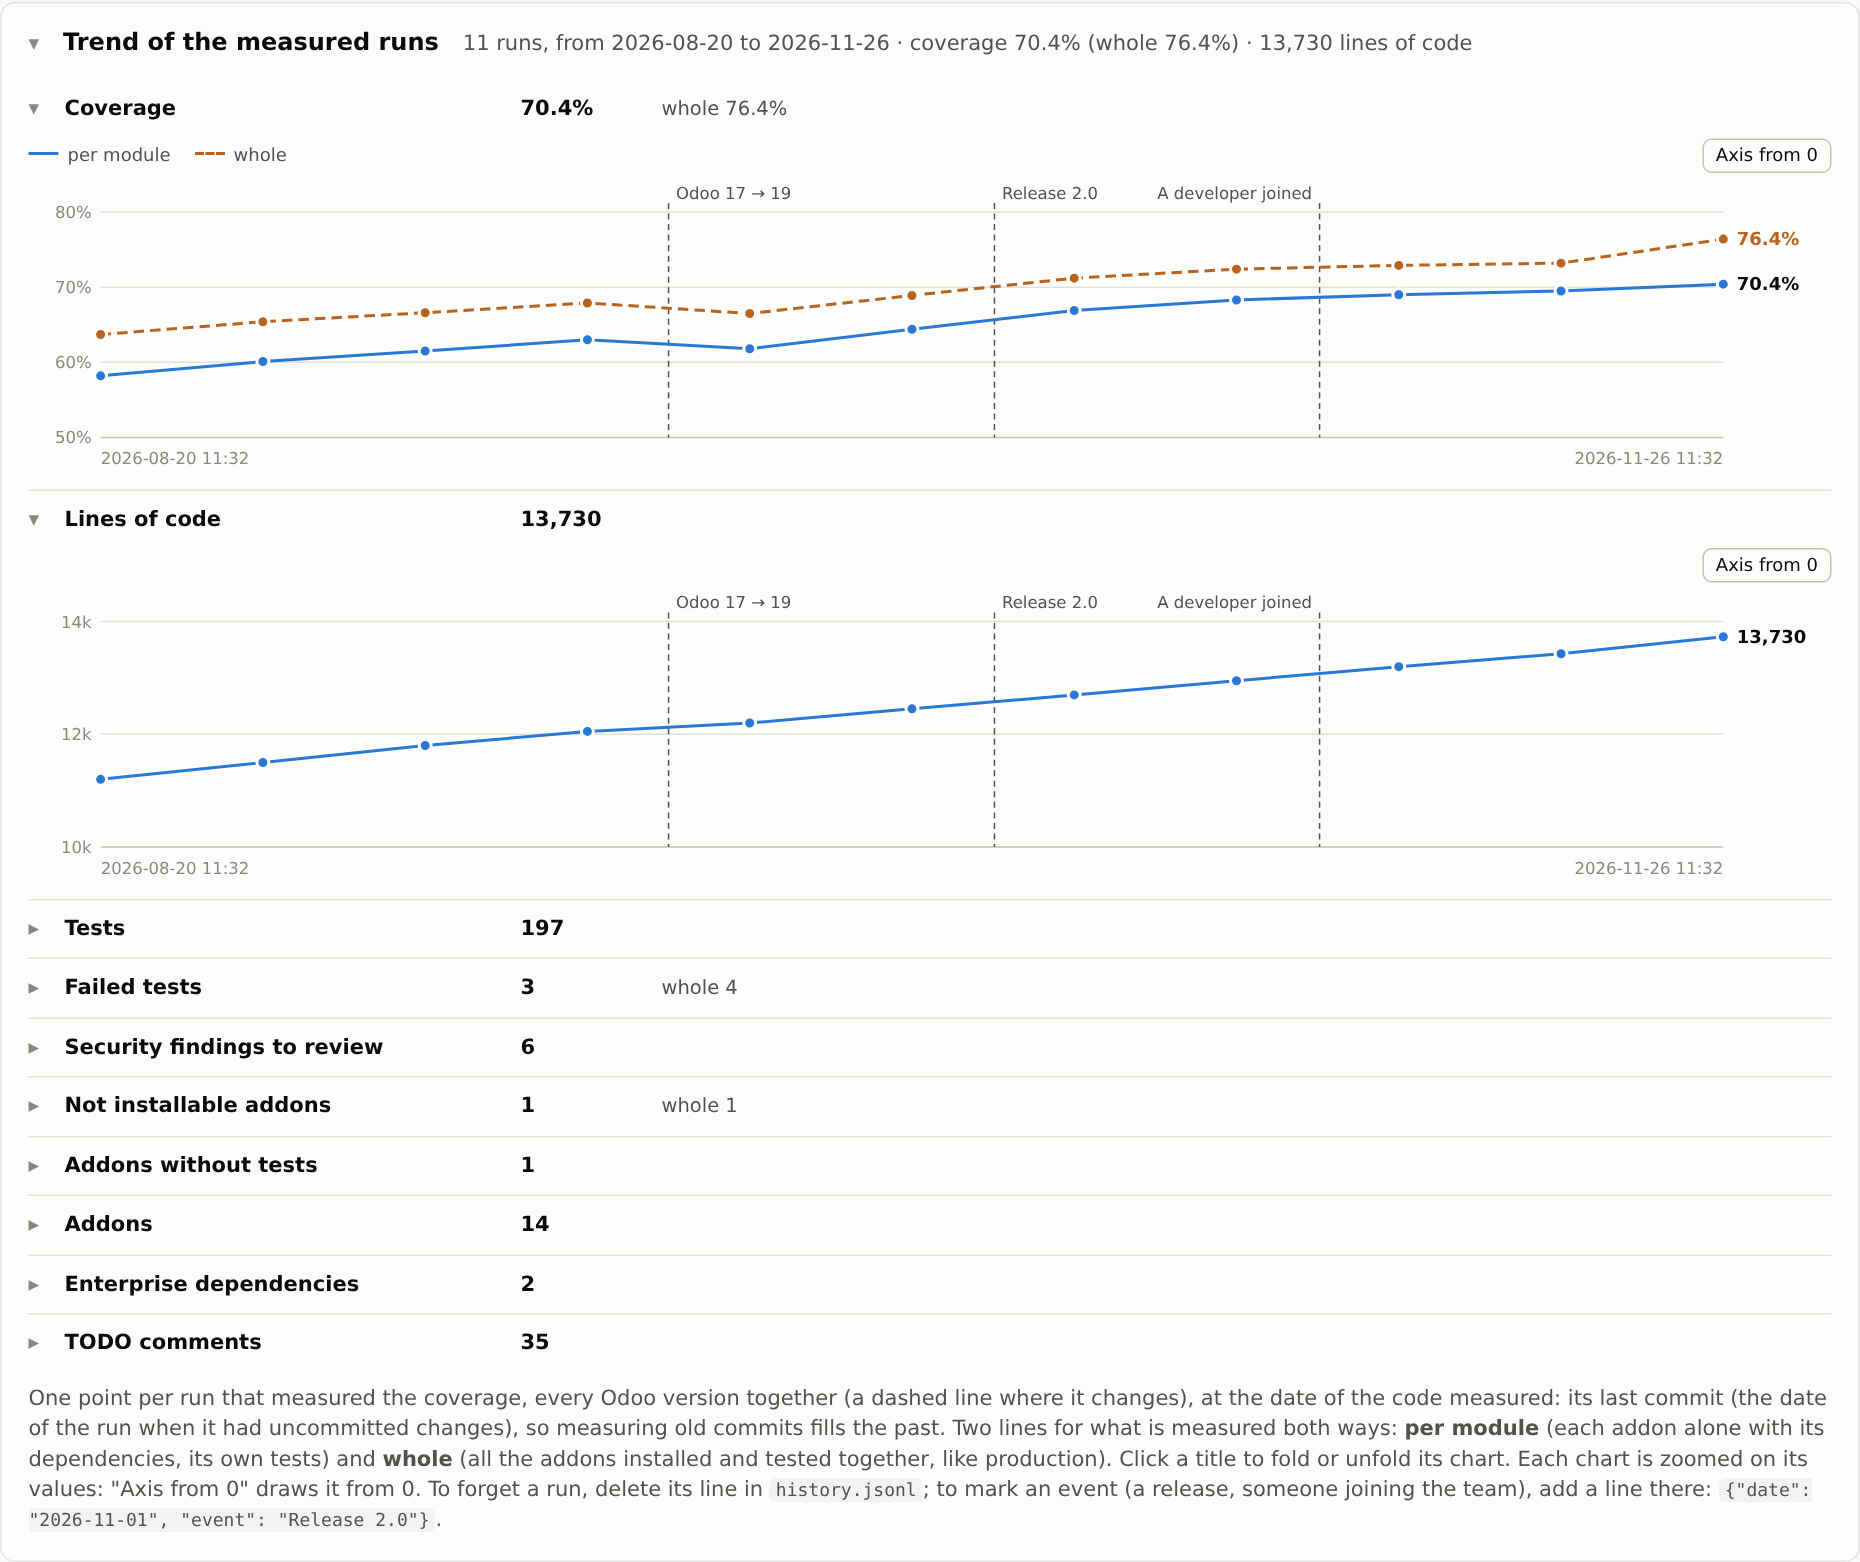 Trend of the measured runs 11 runs, from 2026-08-20 to 2026-11-26 · coverage 70.4% (whole 76.4%) · 13,730 lines of code
Coverage 70.4% whole 76.4%
per module whole Axis from 0
Odoo 17 → 19 Release 2.0 A developer joined
80%
76.4%
70%
70.4%
60%
50%
2026-08-20 11:32 2026-11-26 11:32
Lines of code 13,730
Axis from 0
Odoo 17 → 19 Release 2.0 A developer joined
14k
13,730
12k
10k
2026-08-20 11:32 2026-11-26 11:32
Tests 197
Failed tests 3 whole 4
Security findings to review 6
Not installable addons 1 whole 1
Addons without tests 1
Addons 14
Enterprise dependencies 2
TODO comments 35
One point per run that measured the coverage, every Odoo version together (a dashed line where it changes), at the date of the code measured: its last commit (the date
of the run when it had uncommitted changes), so measuring old commits fills the past. Two lines for what is measured both ways: per module (each addon alone with its
dependencies, its own tests) and whole (all the addons installed and tested together, like production). Click a title to fold or unfold its chart. Each chart is zoomed on its
values: "Axis from 0" draws it from 0. To forget a run, delete its line in history.jsonl; to mark an event (a release, someone joining the team), add a line there: {"date":
"2026-11-01", "event": "Release 2.0"}.